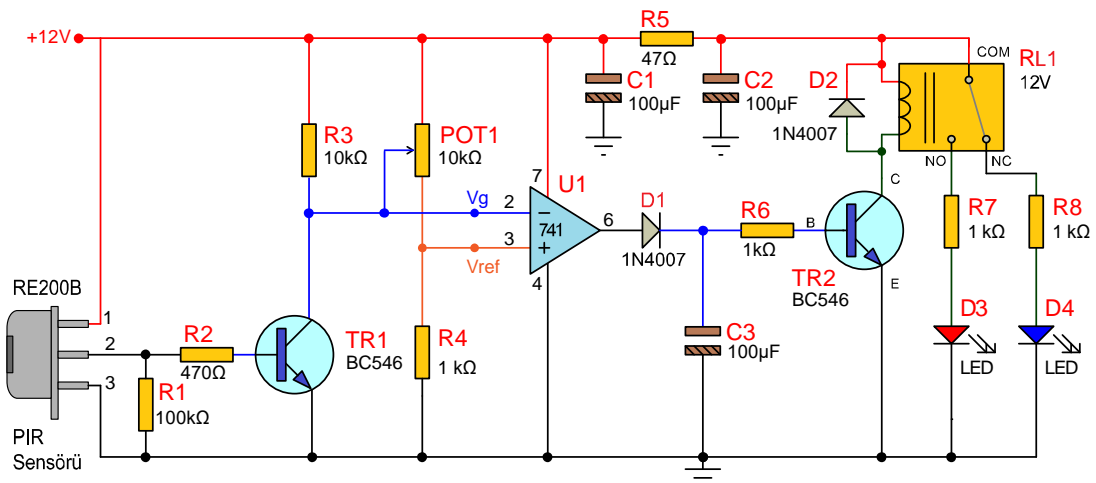 +12V
R5
47Ω
C1
100µF
C2
100µF
D2
1N4007
COM
RL1
12V
NO
NC
R3
10kΩ
POT1
10kΩ
Vg
Vref
7
2
3
4
6
U1
741
D1
1N4007
R6
1kΩ
B
C
E
TR2
BC546
R7
1 kΩ
R8
1 kΩ
RE200B
1
2
3
R2
470Ω
R1
100kΩ
TR1
BC546
R4
1 kΩ
C3
100µF
D3
LED
D4
LED
PIR
Sensörü